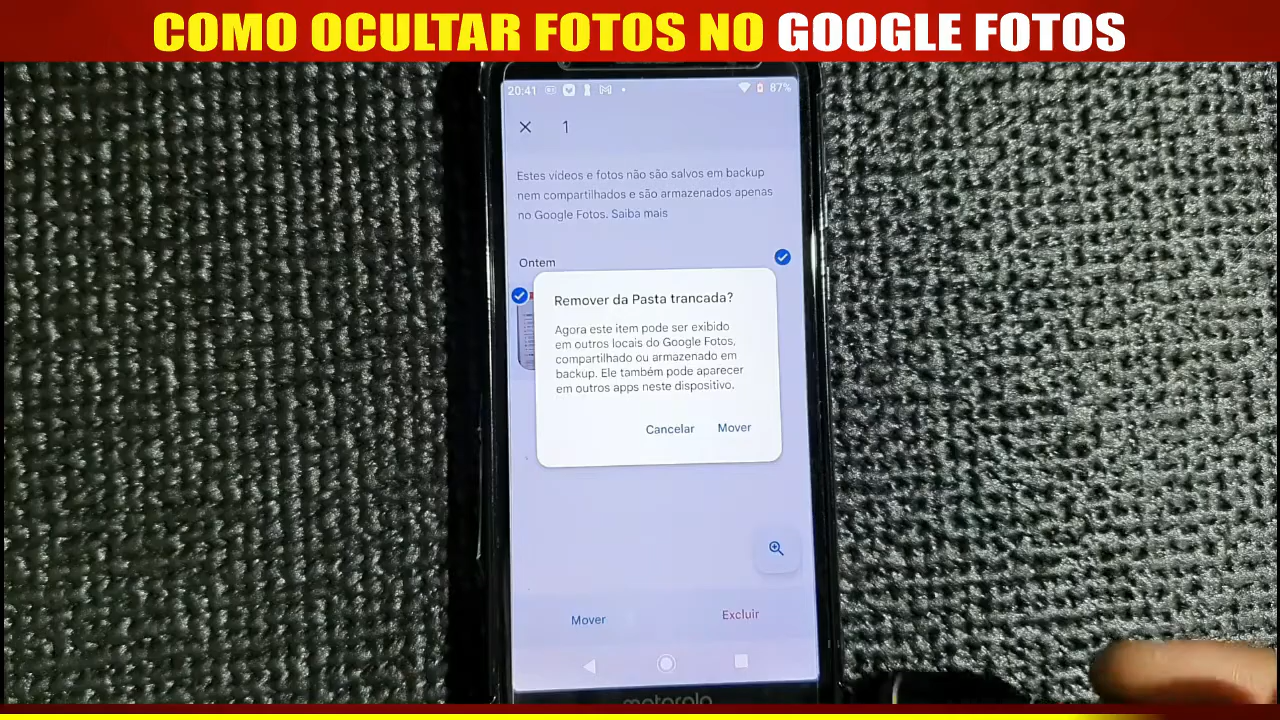 COMO OCULTAR FOTOS NO GOOGLE FOTOS
20:41
87%
1
Estes vídeos e fotos não são salvos em backup
nem compartilhados e são armazenados apenas
no Google Fotos. Saiba mais
Ontem
Remover da Pasta trancada?
Agora este item pode ser exibido
em outros locais do Google Fotos,
compartilhado ou armazenado em
backup. Ele também pode aparecer
em outros apps neste dispositivo.
Cancelar Mover
Mover Excluir
motorola